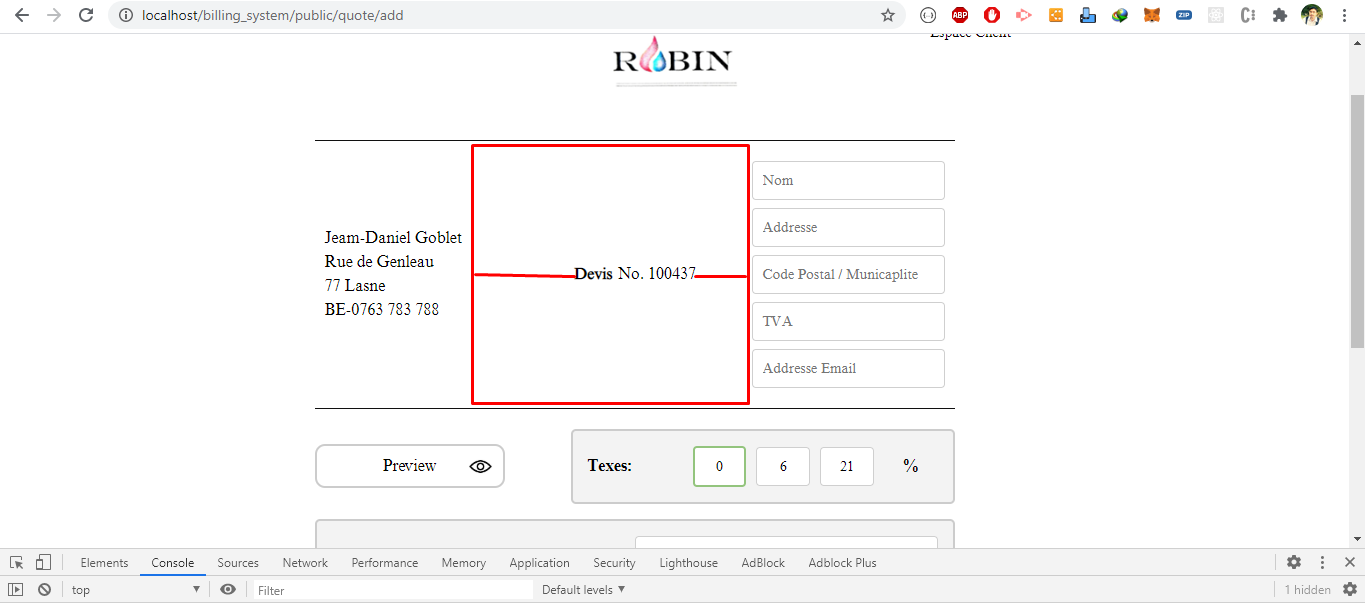 localhost/billing_system/public/quote/add
ABP
ZIP
Espace Client
ROBIN
Nom
Addresse
Jeam-Daniel Goblet
Rue de Genleau
Devis No. 100437
Code Postal / Municaplite
77 Lasne
BE-0763 783 788
TVA
Addresse Email
Preview
Texes:
0
6
21
%
Elements
Console
Sources
Network
Performance
Memory
Application
Security
Lighthouse
AdBlock
Adblock Plus
top
Filter
Default levels
1 hidden